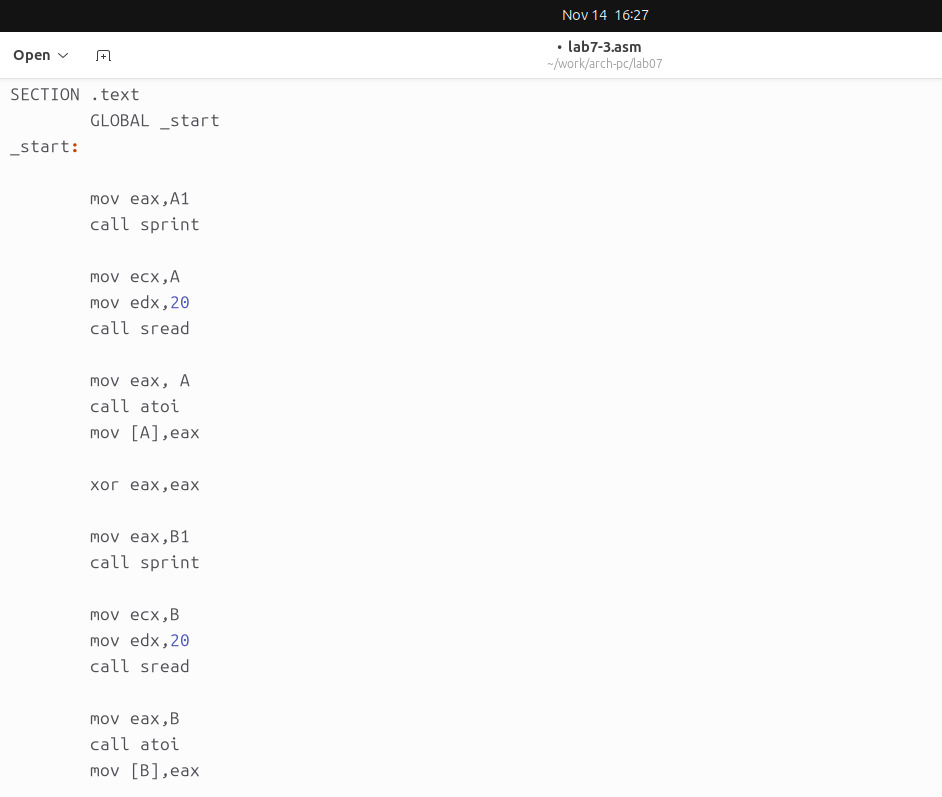 Nov 14 16:27
Open
• lab7-3.asm
~/work/arch-pc/lab07
SECTION .text
        GLOBAL _start
_start:
        mov eax,A1
        call sprint
        mov ecx,A
        mov edx,20
        call sread
        mov eax, A
        call atoi
        mov [A],eax
        xor eax,eax
        mov eax,B1
        call sprint
        mov ecx,B
        mov edx,20
        call sread
        mov eax,B
        call atoi
        mov [B],eax